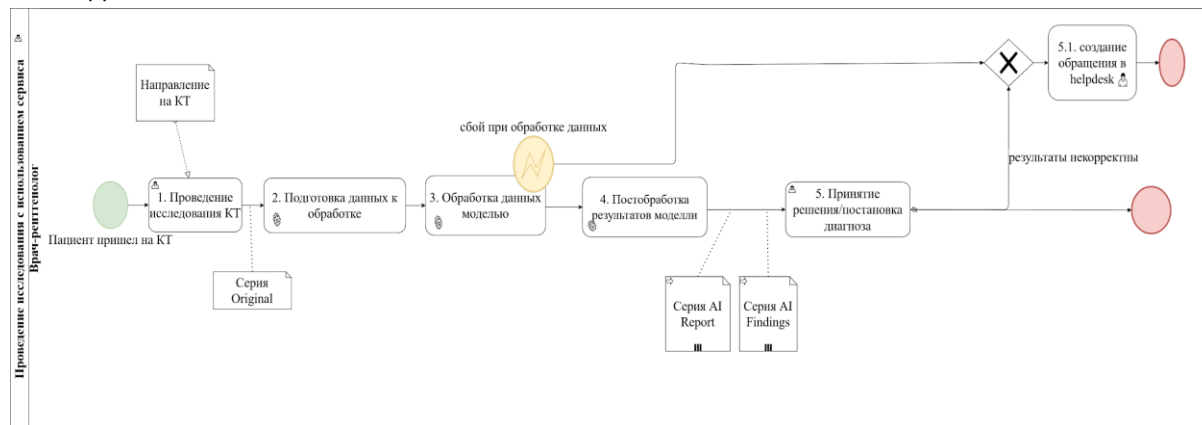 Проведение исследования с использованием сервиса
Врач-рентгенолог
Направление
на КТ
Пациент пришел на КТ
1. Проведение
исследования КТ
Серия
Original
2. Подготовка данных к
обработке
3. Обработка данных
моделью
сбой при обработке данных
4. Постобработка
результатов моделли
Серия AI
Report
Серия AI
Findings
5. Принятие
решения/постановка
диагноза
результаты некорректны
5.1. создание
обращения в
helpdesk